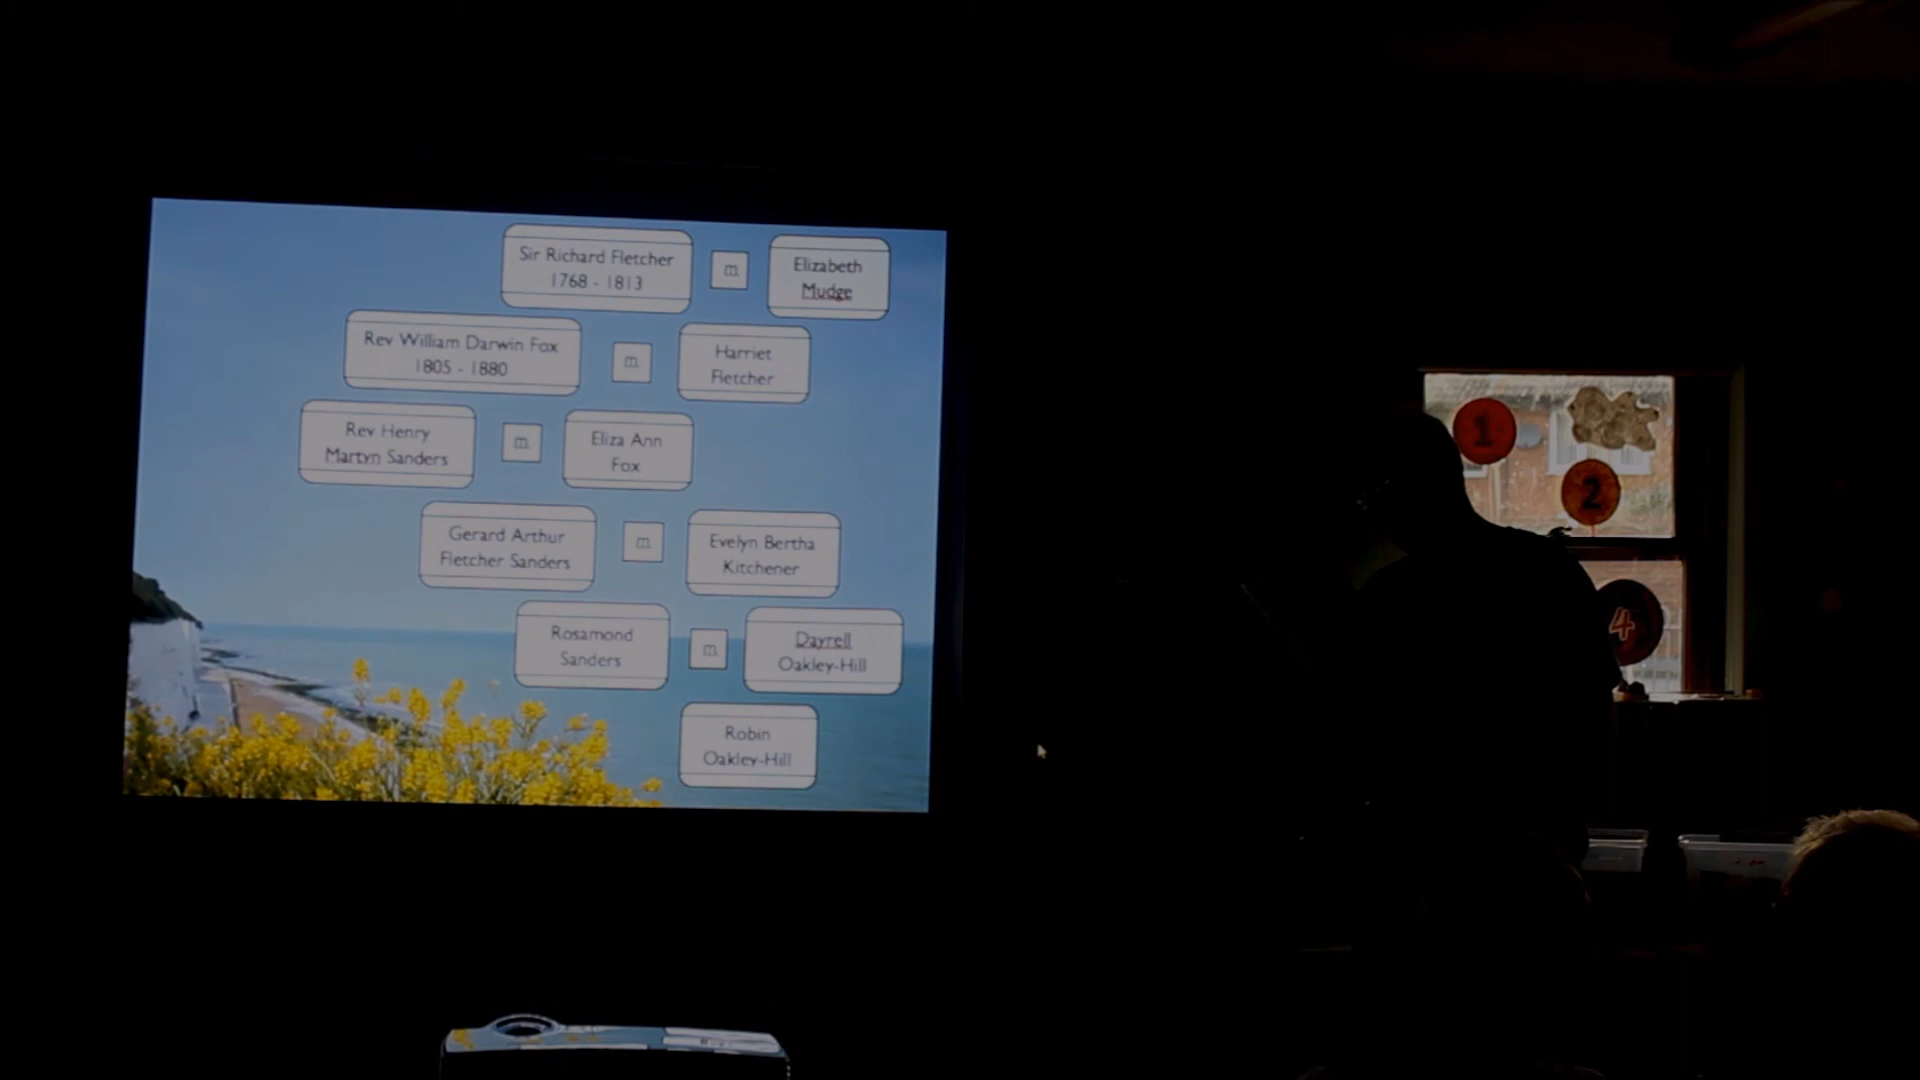 Sir Richard Fletcher
1768 - 1813
m.
Elizabeth
Mudge
Rev William Darwin Fox
1805 - 1880
m.
Harriet
Fletcher
Rev Henry
Martyn Sanders
m.
Eliza Ann
Fox
Gerard Arthur
Fletcher Sanders
m.
Evelyn Bertha
Kitchener
Rosamond
Sanders
m.
Dayrell
Oakley-Hill
Robin
Oakley-Hill
1
2
4